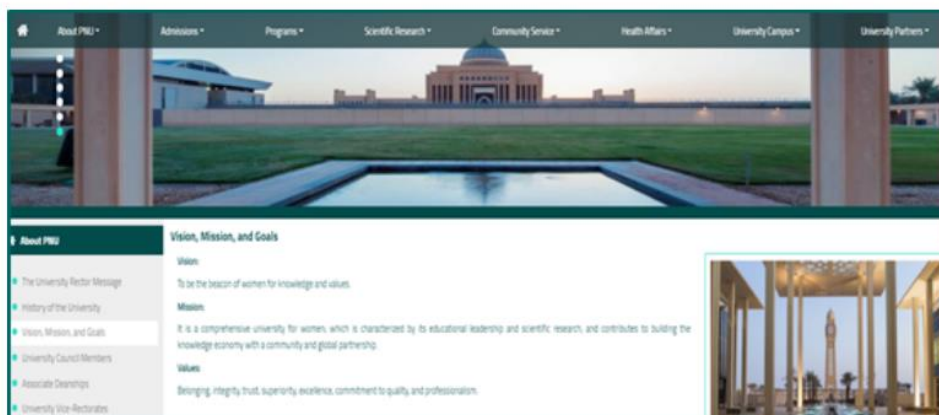 About PNU
Admissions
Programs
Scientific Research
Community Service
Health Affairs
University Campus
University Partners
About PNU
The University Rector Message
History of the University
Vision, Mission, and Goals
University Council Members
Associate Deanships
University Vice-Rectorates
Vision, Mission, and Goals
Vision:
To be the beacon of women for knowledge and values.
Mission:
It is a comprehensive university for women, which is characterized by its educational leadership and scientific research, and contributes to building the
knowledge economy with a community and global partnership.
Values:
Belonging, integrity, trust, superiority, excellence, commitment to quality, and professionalism.